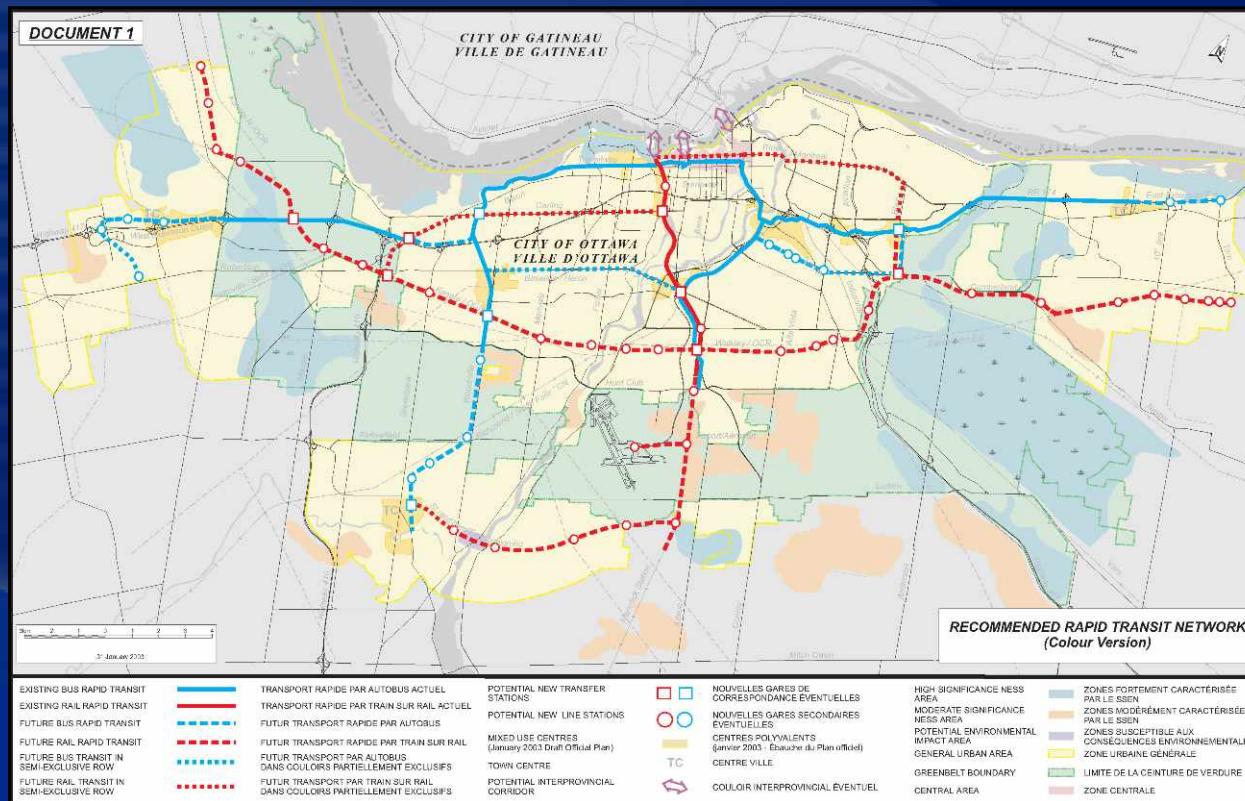 DOCUMENT 1
CITY OF GATINEAU
VILLE DE GATINEAU
CITY OF OTTAWA
VILLE D'OTTAWA
Carling
Walkley
Hunt Club
TC
RECOMMENDED RAPID TRANSIT NETWORK
(Colour Version)
EXISTING BUS RAPID TRANSIT
TRANSPORT RAPIDE PAR AUTOBUS ACTUEL
EXISTING RAIL RAPID TRANSIT
TRANSPORT RAPIDE PAR TRAIN SUR RAIL ACTUEL
FUTURE BUS RAPID TRANSIT
FUTUR TRANSPORT RAPIDE PAR AUTOBUS
FUTURE RAIL RAPID TRANSIT
FUTUR TRANSPORT RAPIDE PAR TRAIN SUR RAIL
FUTURE BUS TRANSIT IN
SEMI-EXCLUSIVE ROW
FUTUR TRANSPORT PAR AUTOBUS
DANS COULOIRS PARTIELLEMENT EXCLUSIFS
FUTURE RAIL TRANSIT IN
SEMI-EXCLUSIVE ROW
FUTUR TRANSPORT PAR TRAIN SUR RAIL
DANS COULOIRS PARTIELLEMENT EXCLUSIFS
POTENTIAL NEW TRANSFER
STATIONS
NOUVELLES GARES DE
CORRESPONDANCE ÉVENTUELLES
POTENTIAL NEW LINE STATIONS
NOUVELLES GARES SECONDAIRES
ÉVENTUELLES
MIXED USE CENTRES
(January 2003 Draft Official Plan)
CENTRES POLYVALENTS
(janvier 2003 - Ébauche du Plan officiel)
TOWN CENTRE
TC
CENTRE VILLE
POTENTIAL INTERPROVINCIAL
CORRIDOR
COULOIR INTERPROVINCIAL ÉVENTUEL
HIGH SIGNIFICANCE NESS
AREA
ZONES FORTEMENT CARACTÉRISÉE
PAR LE SSEN
MODERATE SIGNIFICANCE
NESS AREA
ZONES MODÉRÉMENT CARACTÉRISÉE
PAR LE SSEN
POTENTIAL ENVIRONMENTAL
IMPACT AREA
ZONES SUSCEPTIBLE AUX
CONSÉQUENCES ENVIRONNEMENTALE
GENERAL URBAN AREA
ZONE URBAINE GÉNÉRALE
GREENBELT BOUNDARY
LIMITE DE LA CEINTURE DE VERDURE
CENTRAL AREA
ZONE CENTRALE